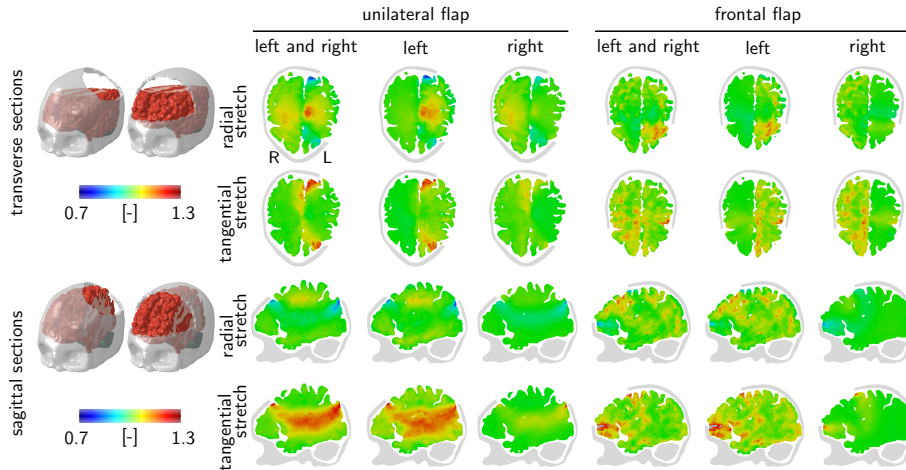 unilateral flap
frontal flap
left and right
left
right
left and right
left
right
transverse sections
radial
stretch
R
L
0.7
[-]
1.3
tangential
stretch
sagittal sections
radial
stretch
0.7
[-]
1.3
tangential
stretch